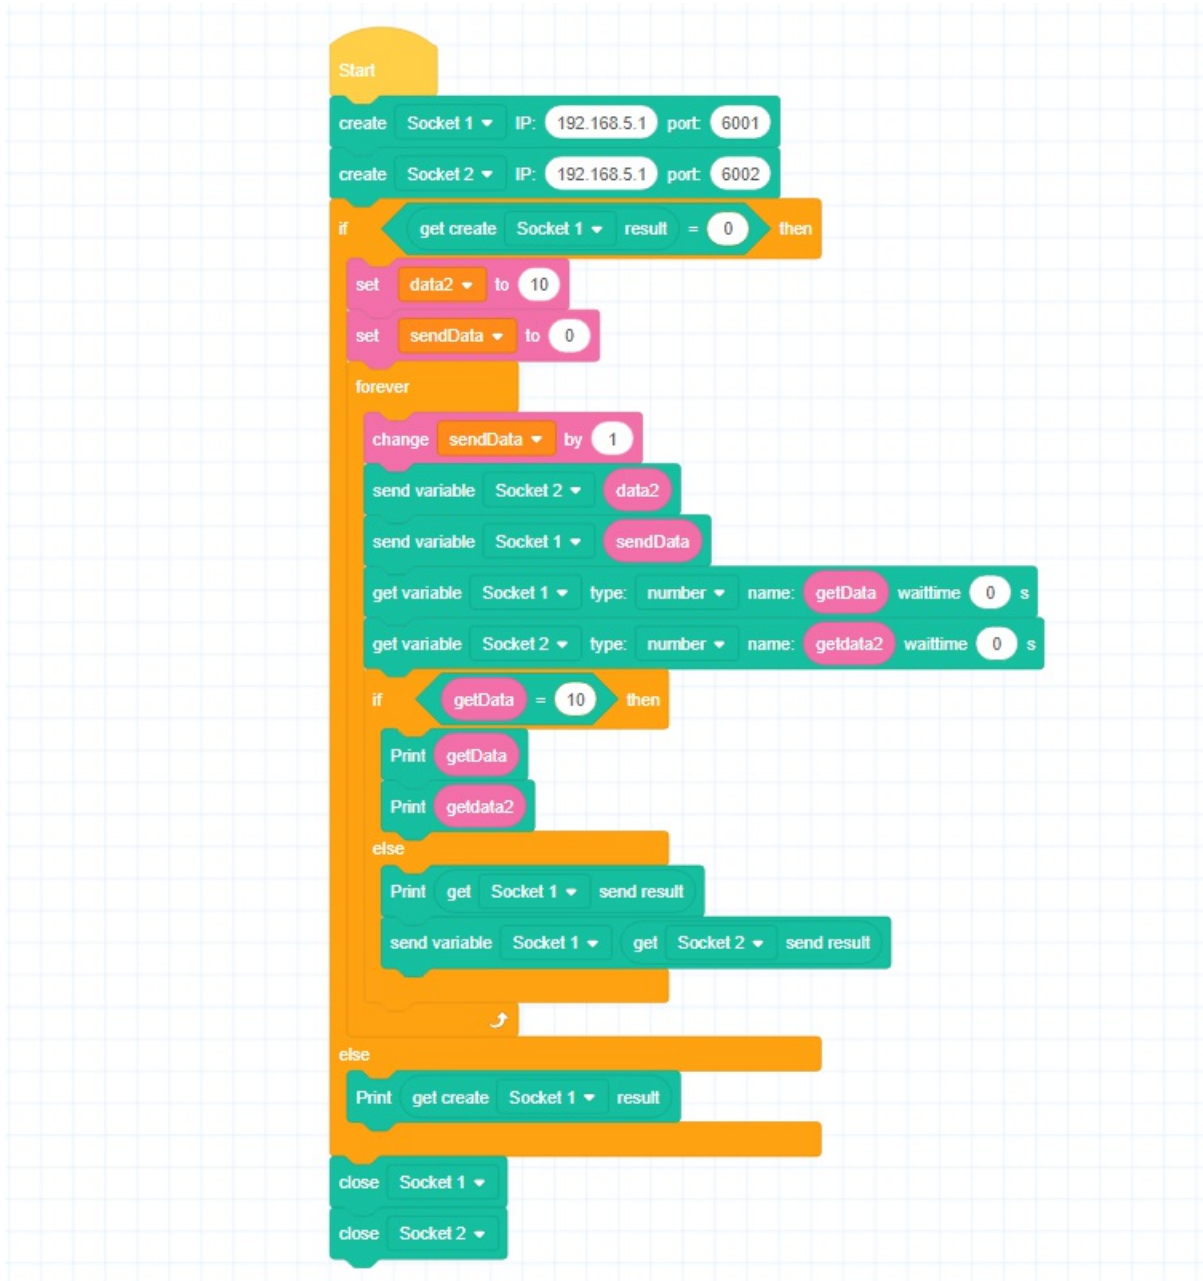 Start
create Socket 1 IP: 192.168.5.1 port: 6001
create Socket 2 IP: 192.168.5.1 port: 6002
if get create Socket 1 result = 0 then
set data2 to 10
set sendData to 0
forever
change sendData by 1
send variable Socket 2 data2
send variable Socket 1 sendData
get variable Socket 1 type: number name: getData waittime 0 s
get variable Socket 2 type: number name: getdata2 waittime 0 s
if getData = 10 then
Print getData
Print getdata2
else
Print get Socket 1 send result
send variable Socket 1 get Socket 2 send result
else
Print get create Socket 1 result
close Socket 1
close Socket 2